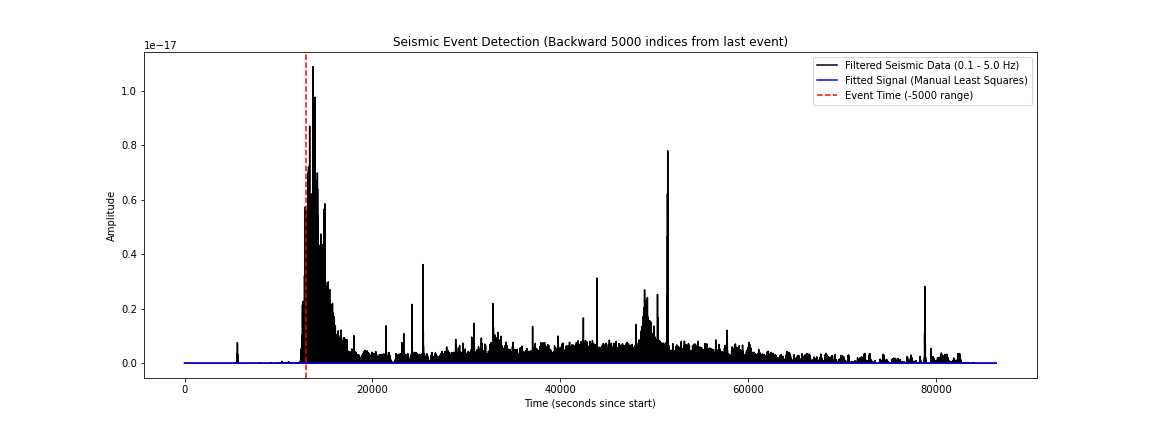 Seismic Event Detection (Backward 5000 indices from last event)
1e−17
Filtered Seismic Data (0.1 - 5.0 Hz)
Fitted Signal (Manual Least Squares)
Event Time (-5000 range)
1.0
0.8
0.6
0.4
0.2
0.0
Amplitude
0 20000 40000 60000 80000
Time (seconds since start)